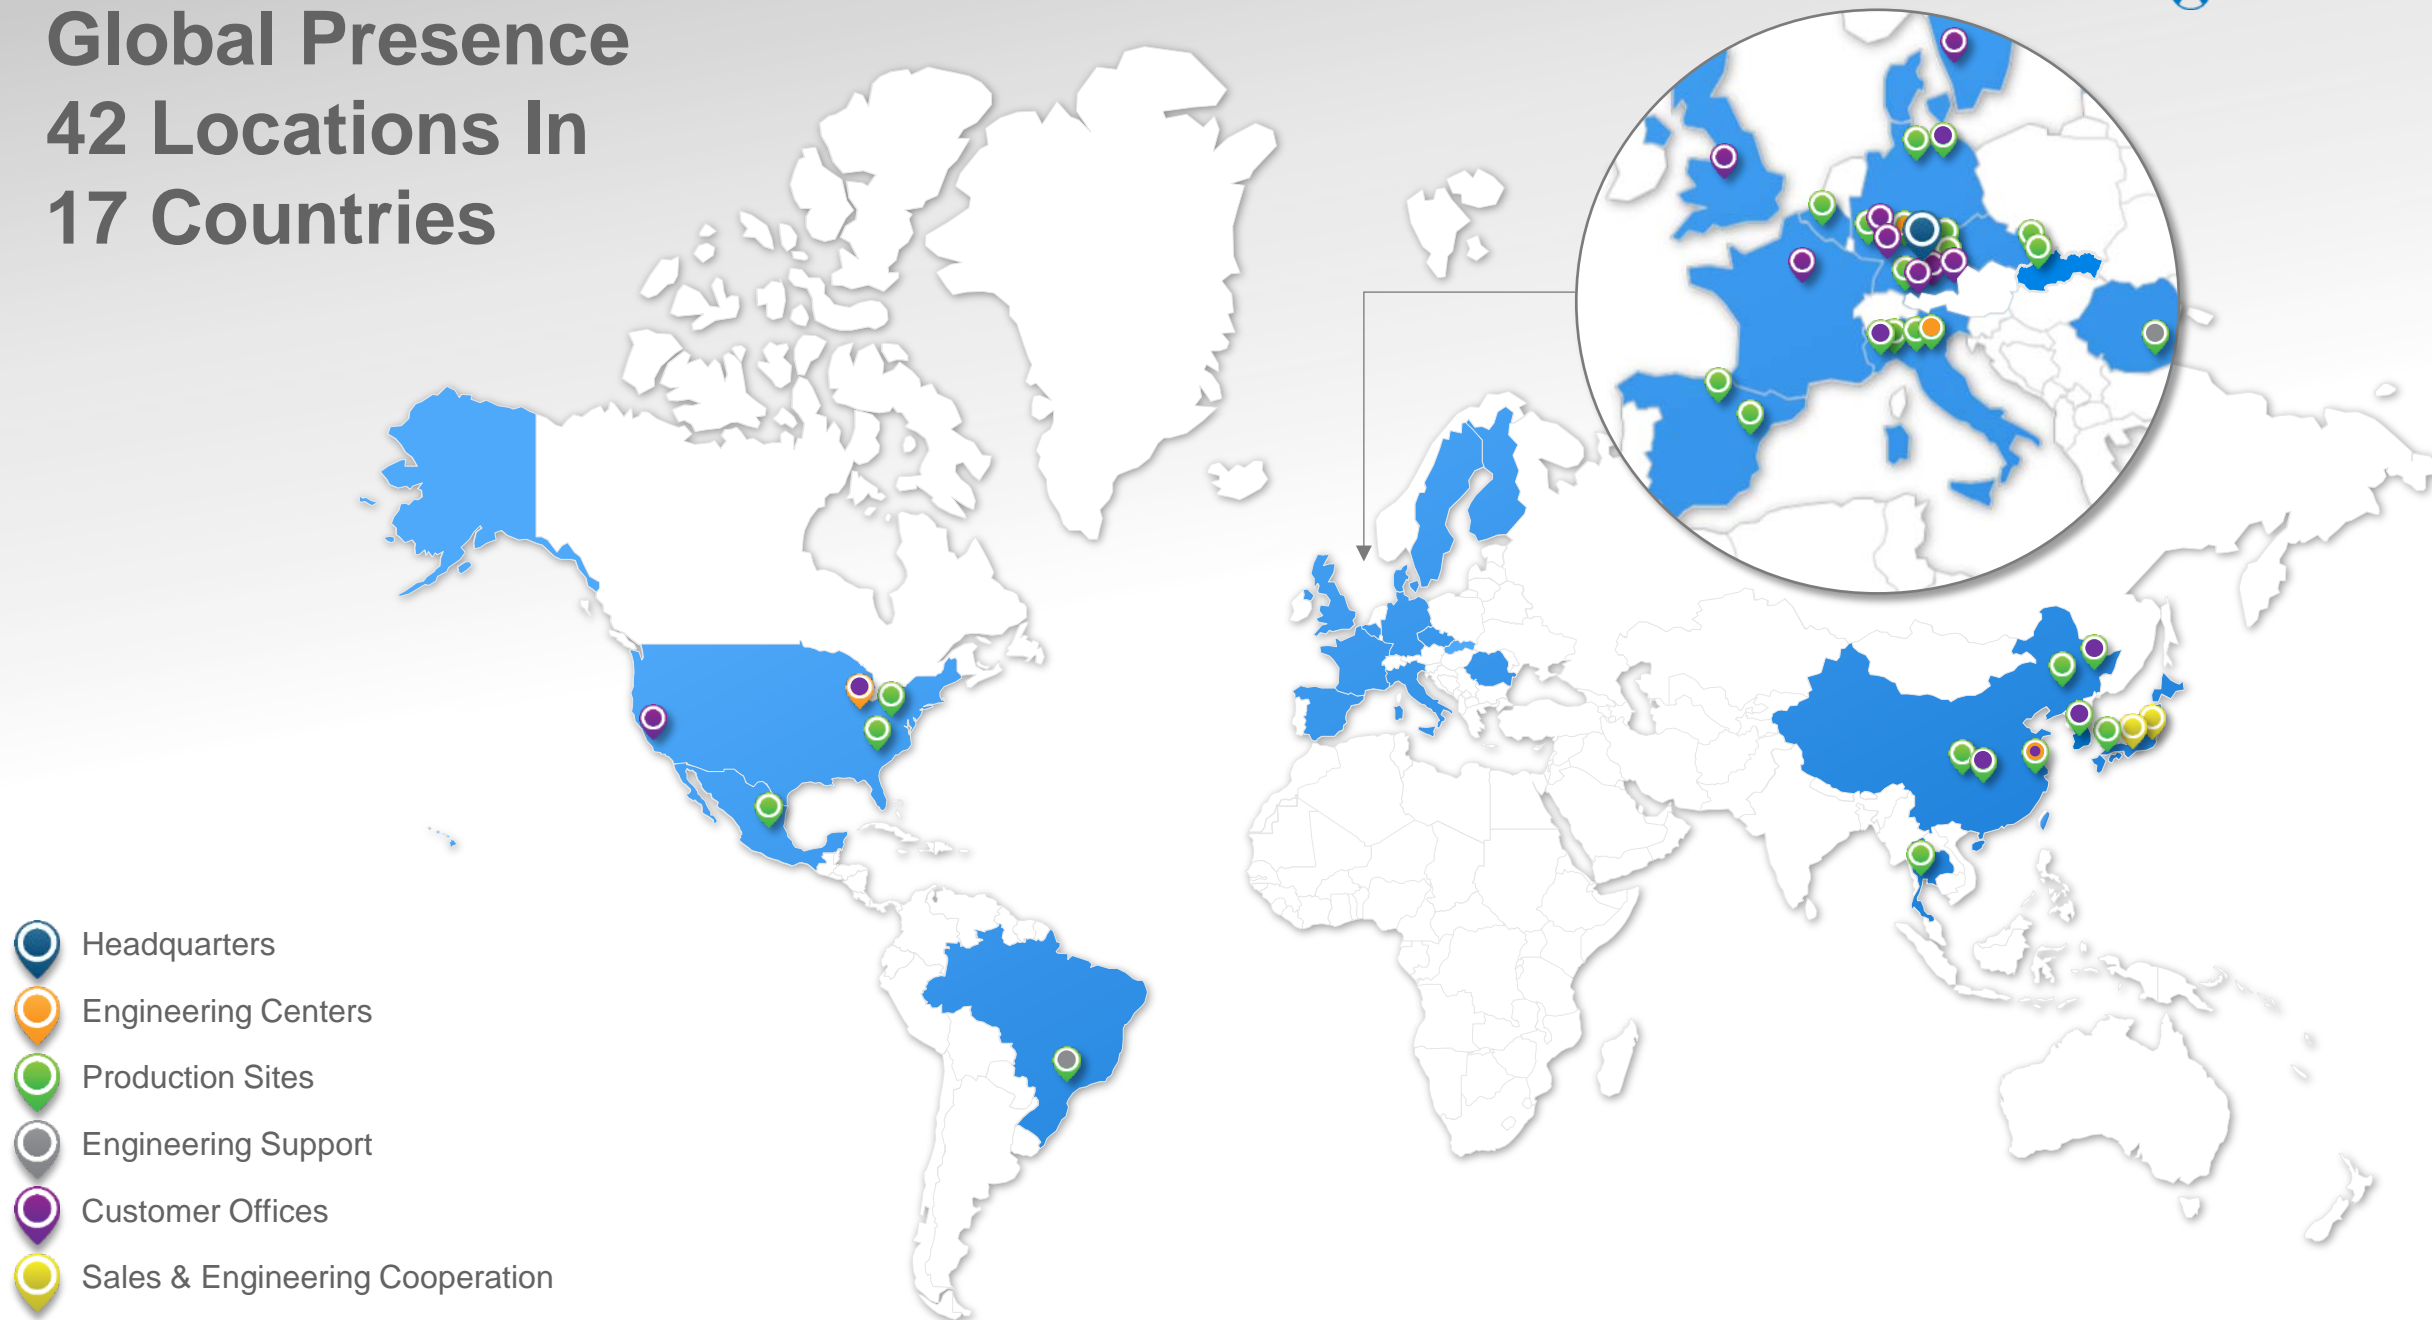 Global Presence
42 Locations In
17 Countries
Headquarters
Engineering Centers
Production Sites
Engineering Support
Customer Offices
Sales & Engineering Cooperation